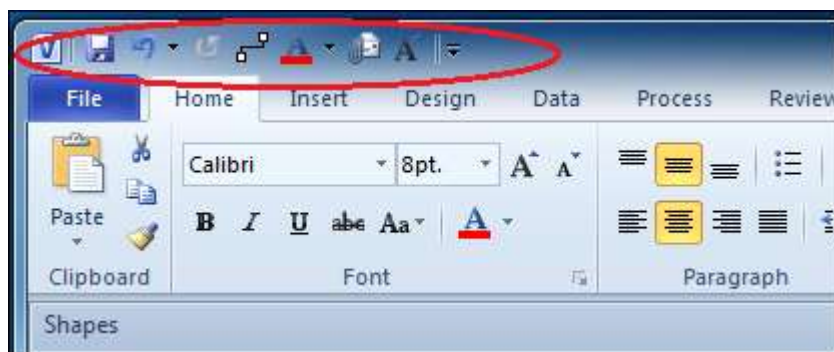 File Home Insert Design Data Process Review
Calibri 8pt.
Paste B I U abc Aa A
Clipboard Font Paragraph
Shapes